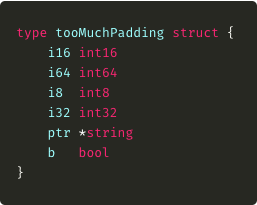 type tooMuchPadding struct {
    i16 int16
    i64 int64
    i8  int8
    i32 int32
    ptr *string
    b   bool
}